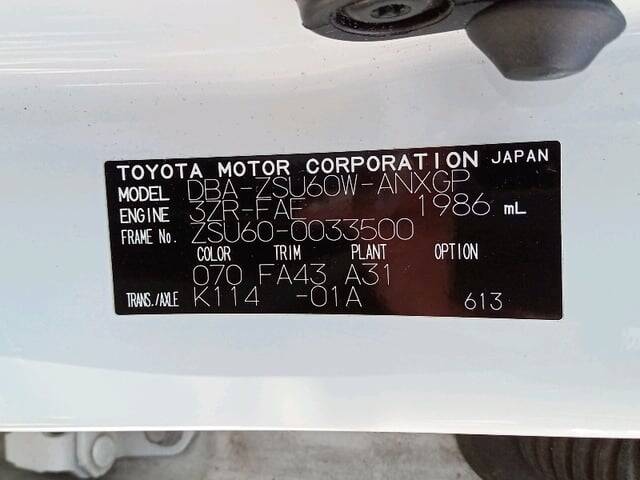 TOYOTA MOTOR CORPORATION JAPAN
MODEL DBA-ZSU60W-ANXGP
ENGINE 3ZR-FAE 1986 mL
FRAME No. ZSU60-0033500
COLOR TRIM PLANT OPTION
070 FA43 A31
TRANS./AXLE K114 -01A 613